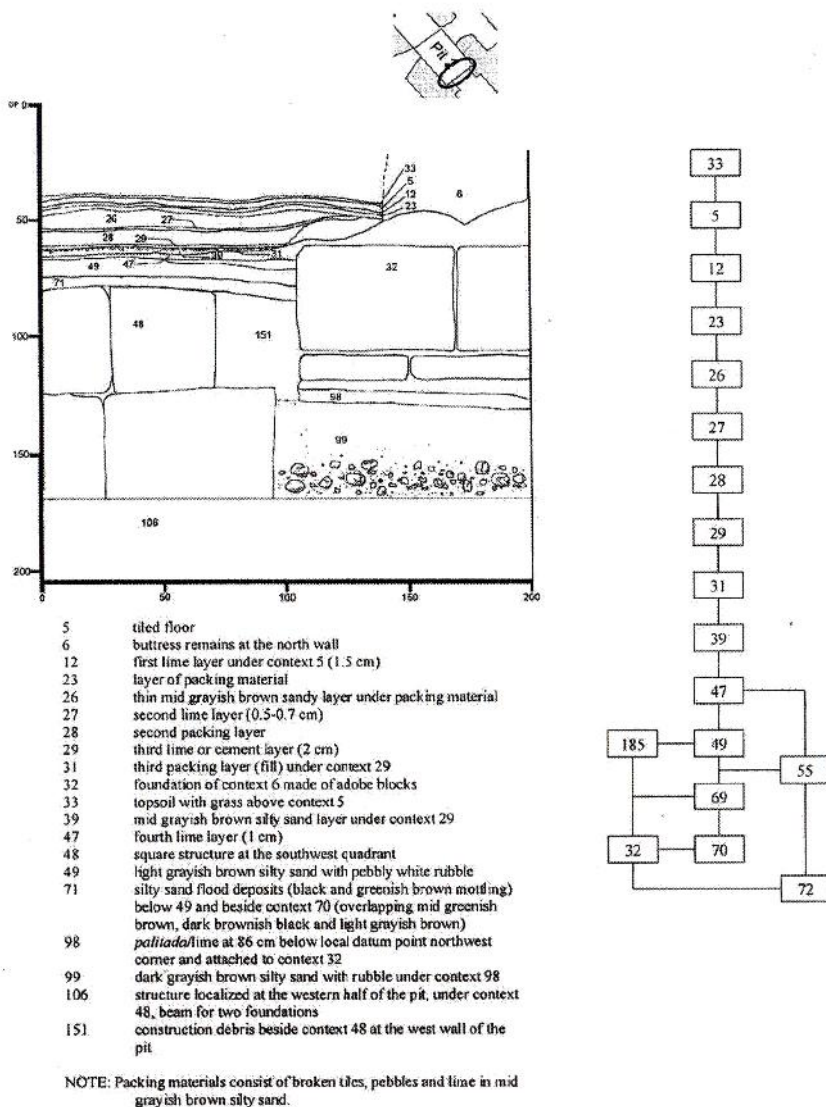 Pit 2
DP 0
50
100
150
200
0
50
100
150
200
33
5
12
23
6
26
27
28
29
30
31
49
47
71
32
48
151
98
99
106
33
5
12
23
26
27
28
29
31
39
47
185
49
55
69
32
70
72
5 tiled floor
6 buttress remains at the north wall
12 first lime layer under context 5 (1.5 cm)
23 layer of packing material
26 thin mid grayish brown sandy layer under packing material
27 second lime layer (0.5-0.7 cm)
28 second packing layer
29 third lime or cement layer (2 cm)
31 third packing layer (fill) under context 29
32 foundation of context 6 made of adobe blocks
33 topsoil with grass above context 5
39 mid grayish brown silty sand layer under context 29
47 fourth lime layer (1 cm)
48 square structure at the southwest quadrant
49 light grayish brown silty sand with pebbly white rubble
71 silty sand flood deposits (black and greenish brown mottling)
below 49 and beside context 70 (overlapping mid greenish
brown, dark brownish black and light grayish brown)
98 palitada/lime at 86 cm below local datum point northwest
corner and attached to context 32
99 dark grayish brown silty sand with rubble under context 98
106 structure localized at the western half of the pit, under context
48, beam for two foundations
151 construction debris beside context 48 at the west wall of the
pit
NOTE: Packing materials consist of broken tiles, pebbles and lime in mid
grayish brown silty sand.